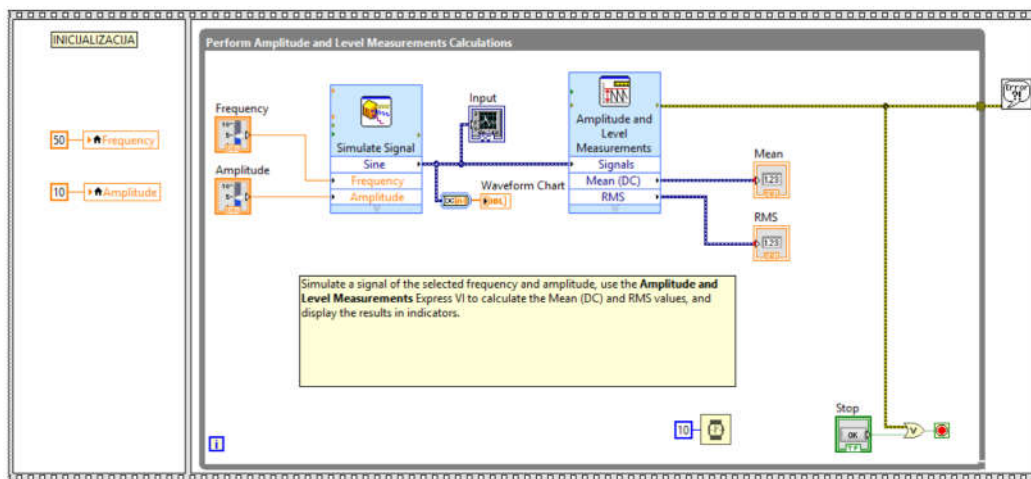 INICIJALIZACIJA
50
Frequency
10
Amplitude
Perform Amplitude and Level Measurements Calculations
Frequency
Amplitude
Simulate Signal
Sine
Frequency
Amplitude
Input
Waveform Chart
DBL
Amplitude and
Level
Measurements
Signals
Mean (DC)
RMS
Mean
1.23
RMS
1.23
Error
?!
Simulate a signal of the selected frequency and amplitude, use the Amplitude and
Level Measurements Express VI to calculate the Mean (DC) and RMS values, and
display the results in indicators.
i
10
Stop
OK
TF
V